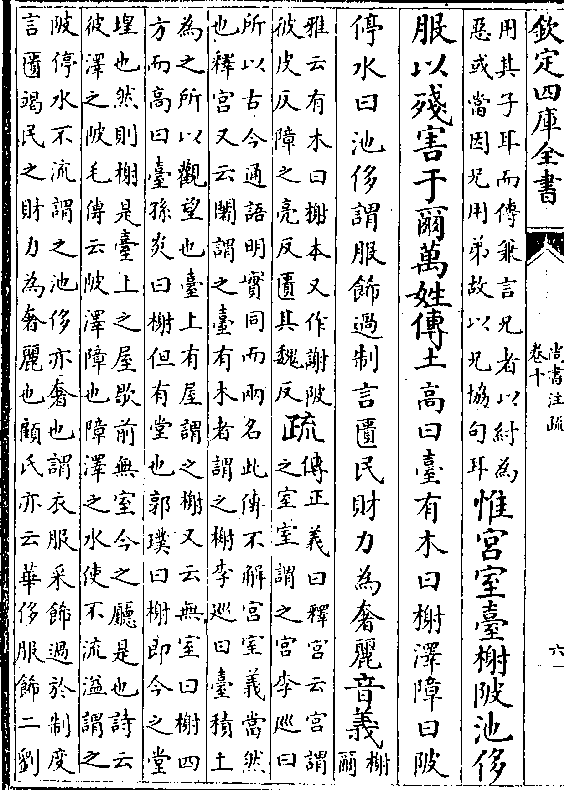 欽定四庫全書
尚書注疏
卷十
六
用其子耳而傳兼言兄者以紂為
惡或當因兄用弟故以兄協句耳
惟宮室臺榭陂池侈
服以殘害于爾萬姓傳土高曰臺有木曰榭澤障曰陂
停水曰池侈謂服飾過制言匱民財力為奢麗音義
榭
爾
雅云有木曰榭本又作謝陂
彼皮反障之亮反匱其魏反
疏
傳正義曰釋宮云宮謂
之室室謂之宮李廵曰
所以古今通語明實同而兩名此傳不解宮室義當然
也釋宮又云闍謂之臺有木者謂之榭李廵曰臺積土
為之所以觀望也臺上有屋謂之榭又云無室曰榭四
方而高曰臺孫炎曰榭但有堂也郭璞曰榭即今之堂
堭也然則榭是臺上之屋歇前無室今之廳是也詩云
彼澤之陂毛傳云陂澤障也障澤之水使不流溢謂之
陂停水不流謂之池侈亦奢也謂衣服采飾過於制度
言匱竭民之財力為奢麗也顧氏亦云華侈服飾二劉